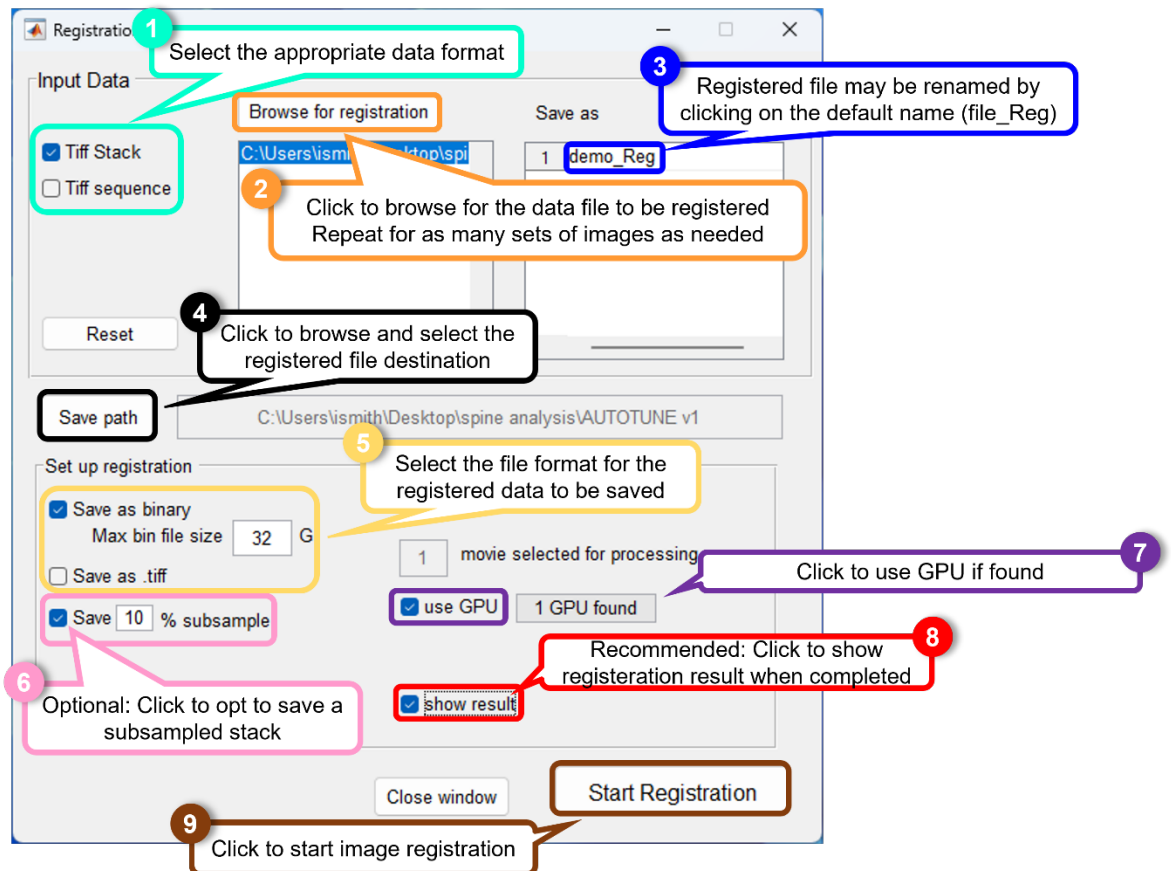 Registratio
1
Select the appropriate data format
Input Data
3
Registered file may be renamed by
clicking on the default name (file_Reg)
Browse for registration
Save as
Tiff Stack
C:\Users\ismith\Desktop\spi
1 demo_Reg
Tiff sequence
2
Click to browse for the data file to be registered
Repeat for as many sets of images as needed
4
Reset
Click to browse and select the
registered file destination
Save path
C:\Users\ismith\Desktop\spine analysis\AUTOTUNE v1
5
Set up registration
Select the file format for the
registered data to be saved
Save as binary
Max bin file size 32 G
1 movie selected for processing
7
Click to use GPU if found
Save as .tiff
use GPU 1 GPU found
Save 10 % subsample
8
Recommended: Click to show
registeration result when completed
6
Optional: Click to opt to save a
subsampled stack
show result
Close window
Start Registration
9
Click to start image registration